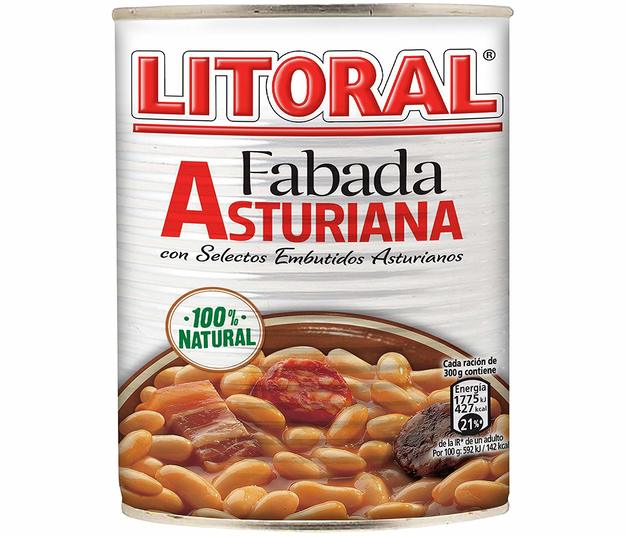 LITORAL®
Fabada
ASTURIANA
con Selectos Embutidos Asturianos
·100%·
NATURAL
Cada ración de
300g contiene
Energía
1775 kJ
427 kcal
21%*
de la IR* de un adulto
Por 100g: 592 kJ / 142 kcal